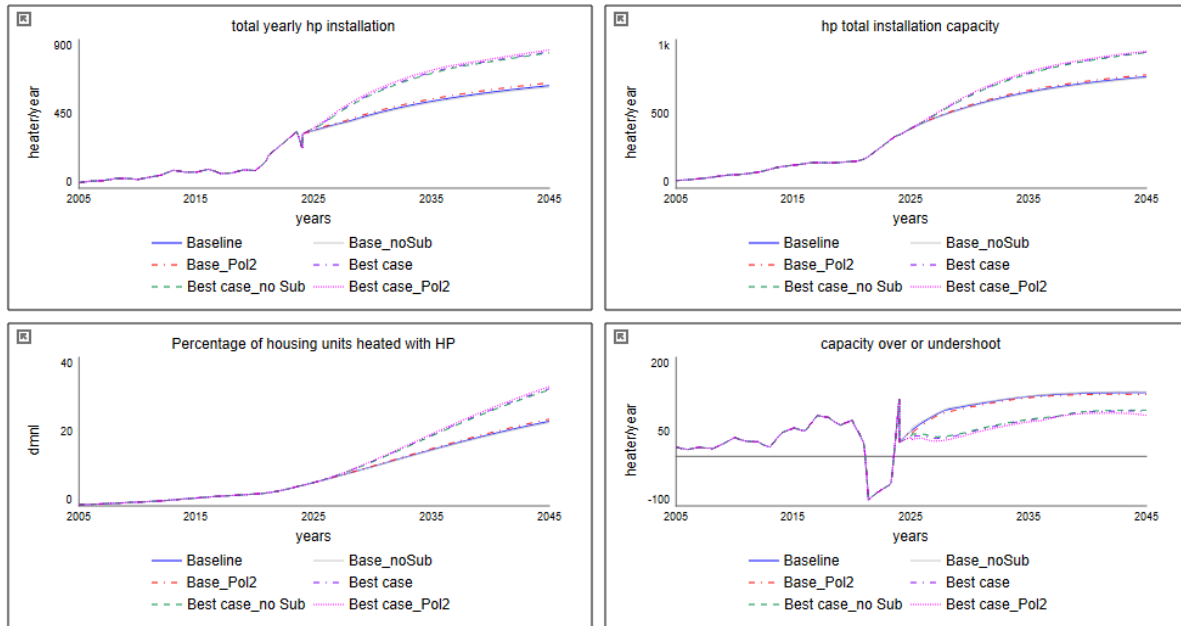 total yearly hp installation
900
450
0
heater/year
2005 2015 2025 2035 2045
years
Baseline Base_noSub
Base_Pol2 Best case
Best case_no Sub Best case_Pol2
hp total installation capacity
1k
500
0
heater/year
2005 2015 2025 2035 2045
years
Baseline Base_noSub
Base_Pol2 Best case
Best case_no Sub Best case_Pol2
Percentage of housing units heated with HP
40
20
0
dmnl
2005 2015 2025 2035 2045
years
Baseline Base_noSub
Base_Pol2 Best case
Best case_no Sub Best case_Pol2
capacity over or undershoot
200
50
-100
heater/year
2005 2015 2025 2035 2045
years
Baseline Base_noSub
Base_Pol2 Best case
Best case_no Sub Best case_Pol2